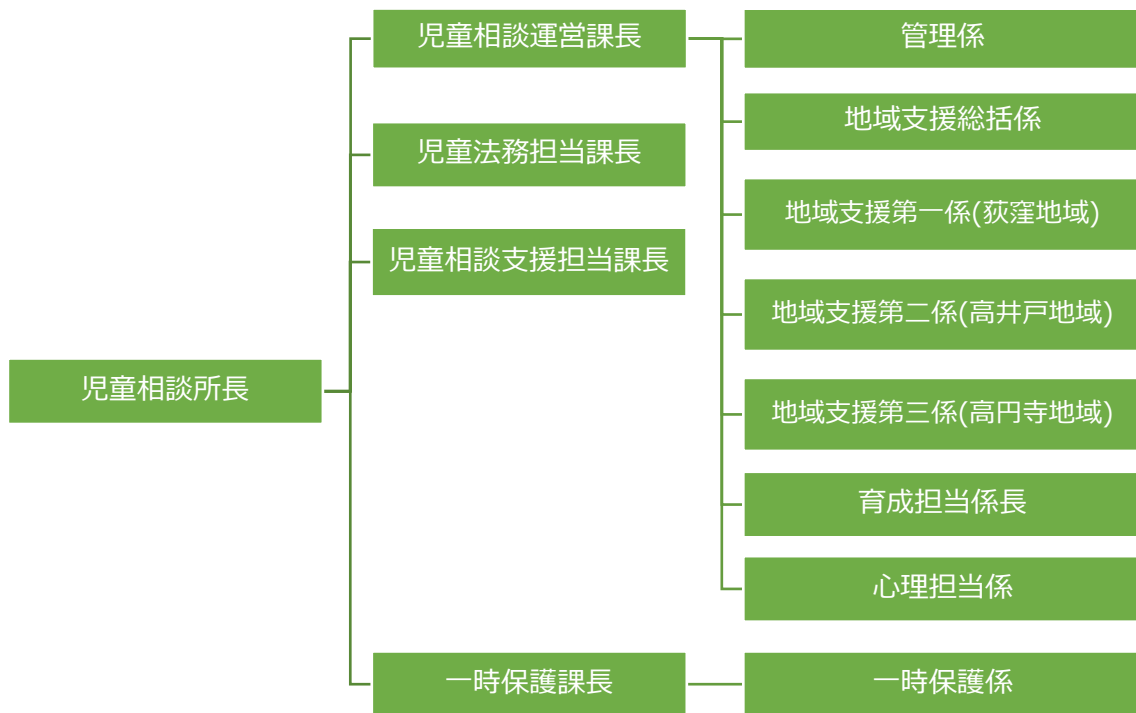 児童相談所長
児童相談運営課長
児童法務担当課長
児童相談支援担当課長
一時保護課長
管理係
地域支援総括係
地域支援第一係(荻窪地域)
地域支援第二係(高井戸地域)
地域支援第三係(高円寺地域)
育成担当係長
心理担当係
一時保護係